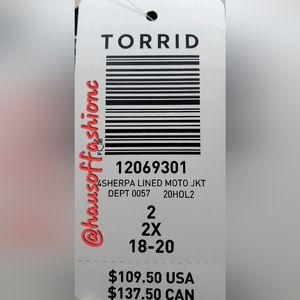 TORRID
12069301
4SHERPA LINED MOTO JKT
DEPT 0057 20HOL2
2
2X
18-20
$109.50 USA
$137.50 CAN
@hausoffashionc